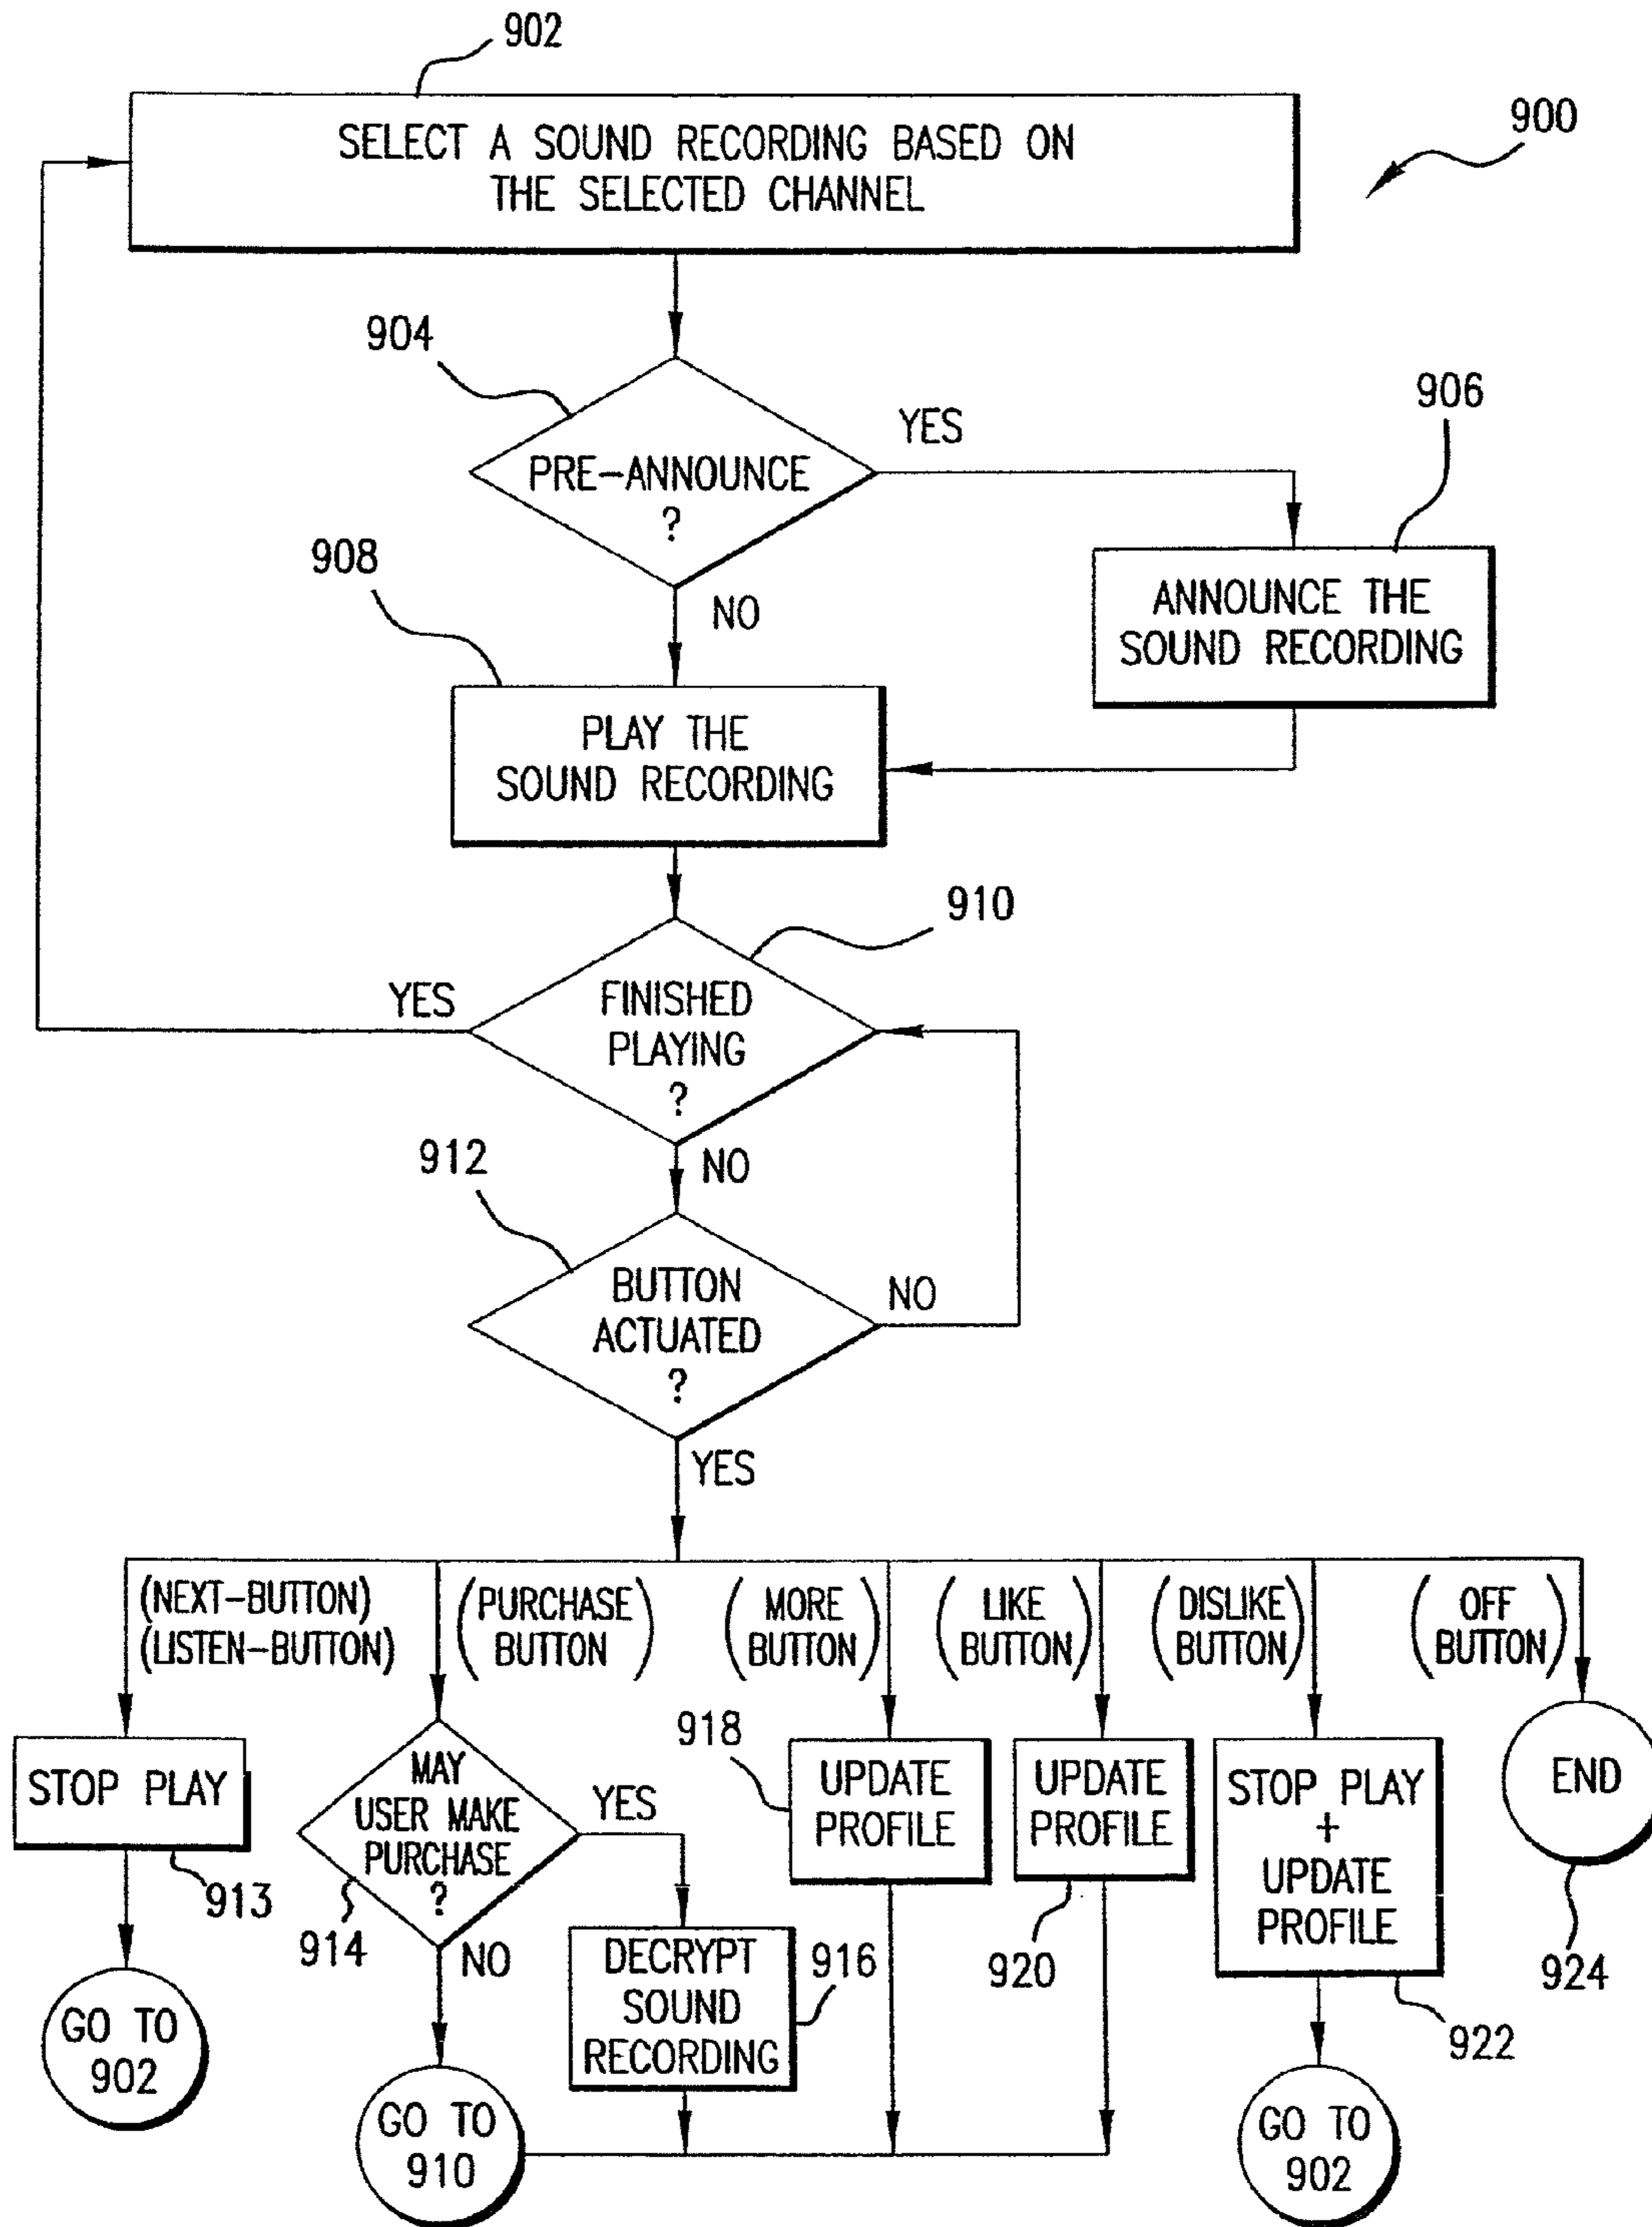 902
900
SELECT A SOUND RECORDING BASED ON
THE SELECTED CHANNEL
904
PRE-ANNOUNCE
?
YES
906
NO
ANNOUNCE THE
SOUND RECORDING
908
PLAY THE
SOUND RECORDING
910
FINISHED
PLAYING
?
YES
NO
912
BUTTON
ACTUATED
?
NO
YES
(NEXT-BUTTON)
(LISTEN-BUTTON)
(PURCHASE
BUTTON)
(MORE
BUTTON)
(LIKE
BUTTON)
(DISLIKE
BUTTON)
(OFF
BUTTON)
STOP PLAY
913
GO TO
902
MAY
USER MAKE
PURCHASE
?
914
YES
NO
DECRYPT
SOUND
RECORDING
916
GO TO
910
918
UPDATE
PROFILE
UPDATE
PROFILE
920
STOP PLAY
+
UPDATE
PROFILE
922
GO TO
902
END
924